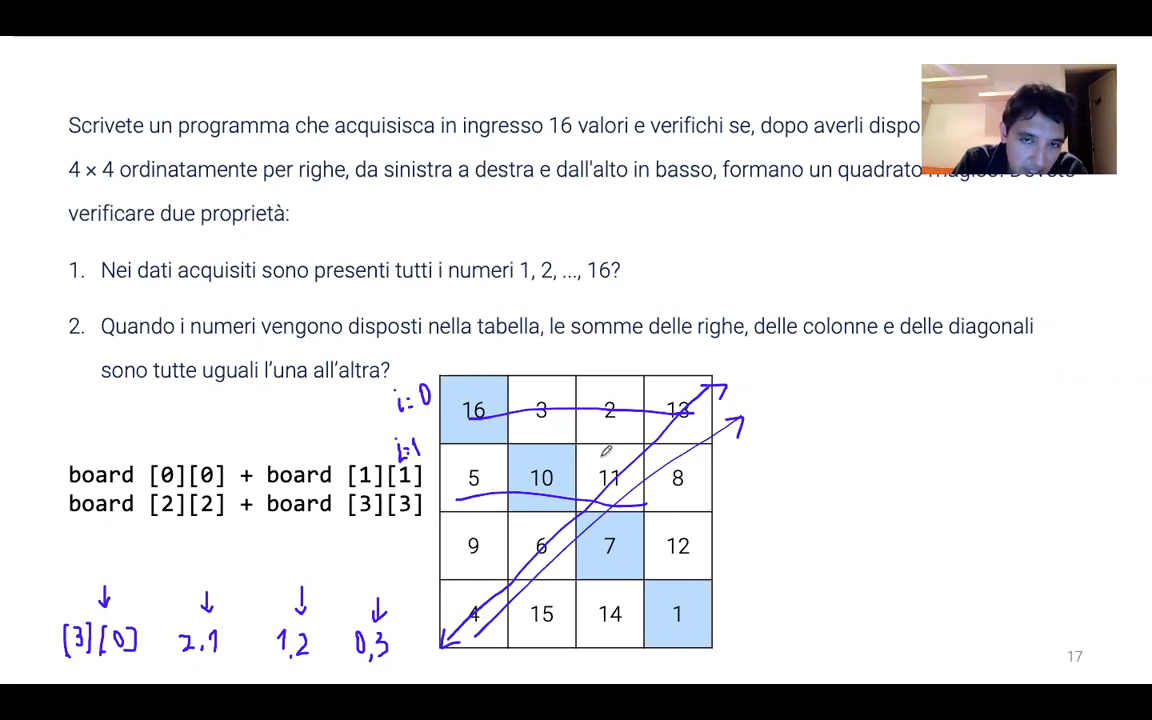 Scrivete un programma che acquisisca in ingresso 16 valori e verifichi se, dopo averli dispo
4 × 4 ordinatamente per righe, da sinistra a destra e dall'alto in basso, formano un quadrato
verificare due proprietà:
1. Nei dati acquisiti sono presenti tutti i numeri 1, 2, ..., 16?
2. Quando i numeri vengono disposti nella tabella, le somme delle righe, delle colonne e delle diagonali
sono tutte uguali l'una all'altra?
i=0
16 3 2 13
i=1
board [0][0] + board [1][1]
5 10 11 8
board [2][2] + board [3][3]
9 6 7 12
4 15 14 1
[3][0] 2,1 1,2 0,3
17